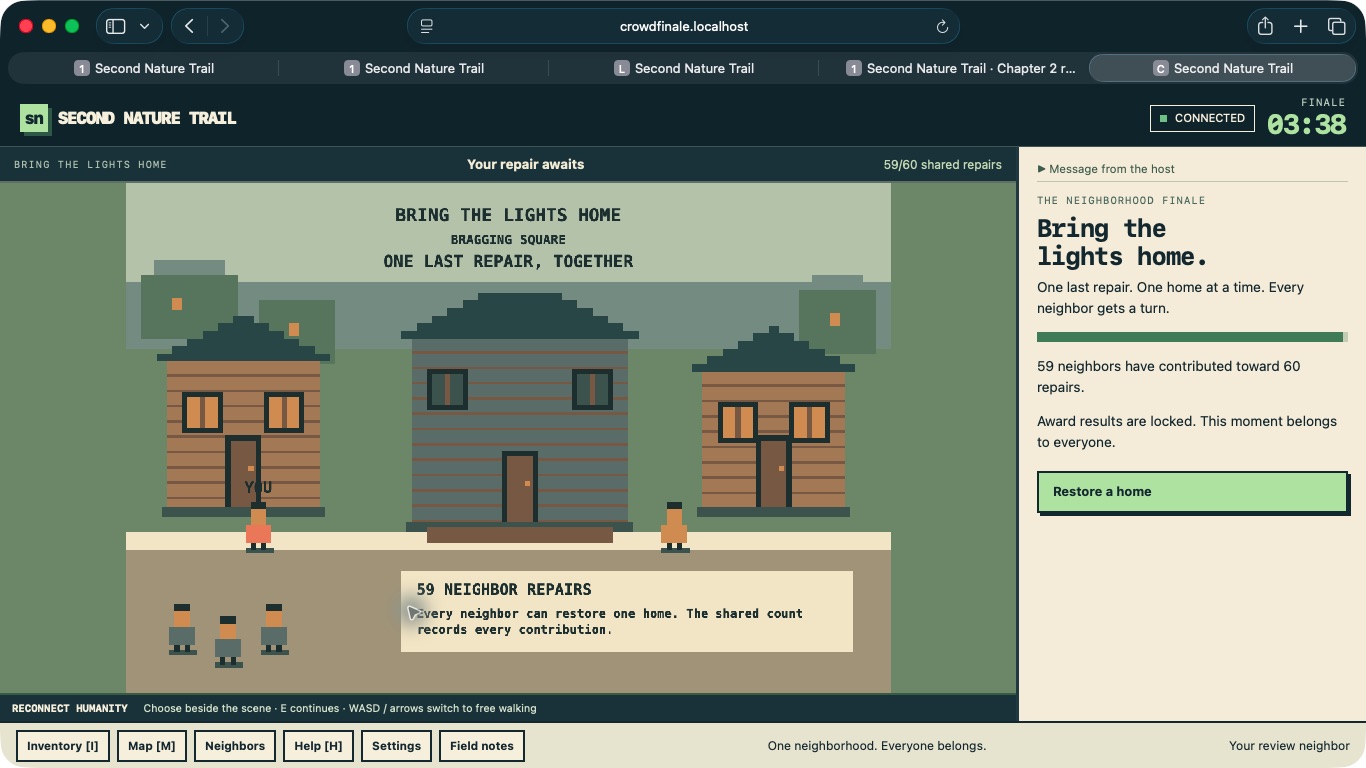 crowdfinale.localhost
1 Second Nature Trail
1 Second Nature Trail
L Second Nature Trail
1 Second Nature Trail · Chapter 2 r...
C Second Nature Trail
sn SECOND NATURE TRAIL
CONNECTED
FINALE
03:38
BRING THE LIGHTS HOME
Your repair awaits
59/60 shared repairs
BRING THE LIGHTS HOME
BRAGGING SQUARE
ONE LAST REPAIR, TOGETHER
YOU
59 NEIGHBOR REPAIRS
Every neighbor can restore one home. The shared count
records every contribution.
Message from the host
THE NEIGHBORHOOD FINALE
Bring the
lights home.
One last repair. One home at a time. Every
neighbor gets a turn.
59 neighbors have contributed toward 60
repairs.
Award results are locked. This moment belongs
to everyone.
Restore a home
RECONNECT HUMANITY
Choose beside the scene · E continues · WASD / arrows switch to free walking
Inventory [I]
Map [M]
Neighbors
Help [H]
Settings
Field notes
One neighborhood. Everyone belongs.
Your review neighbor